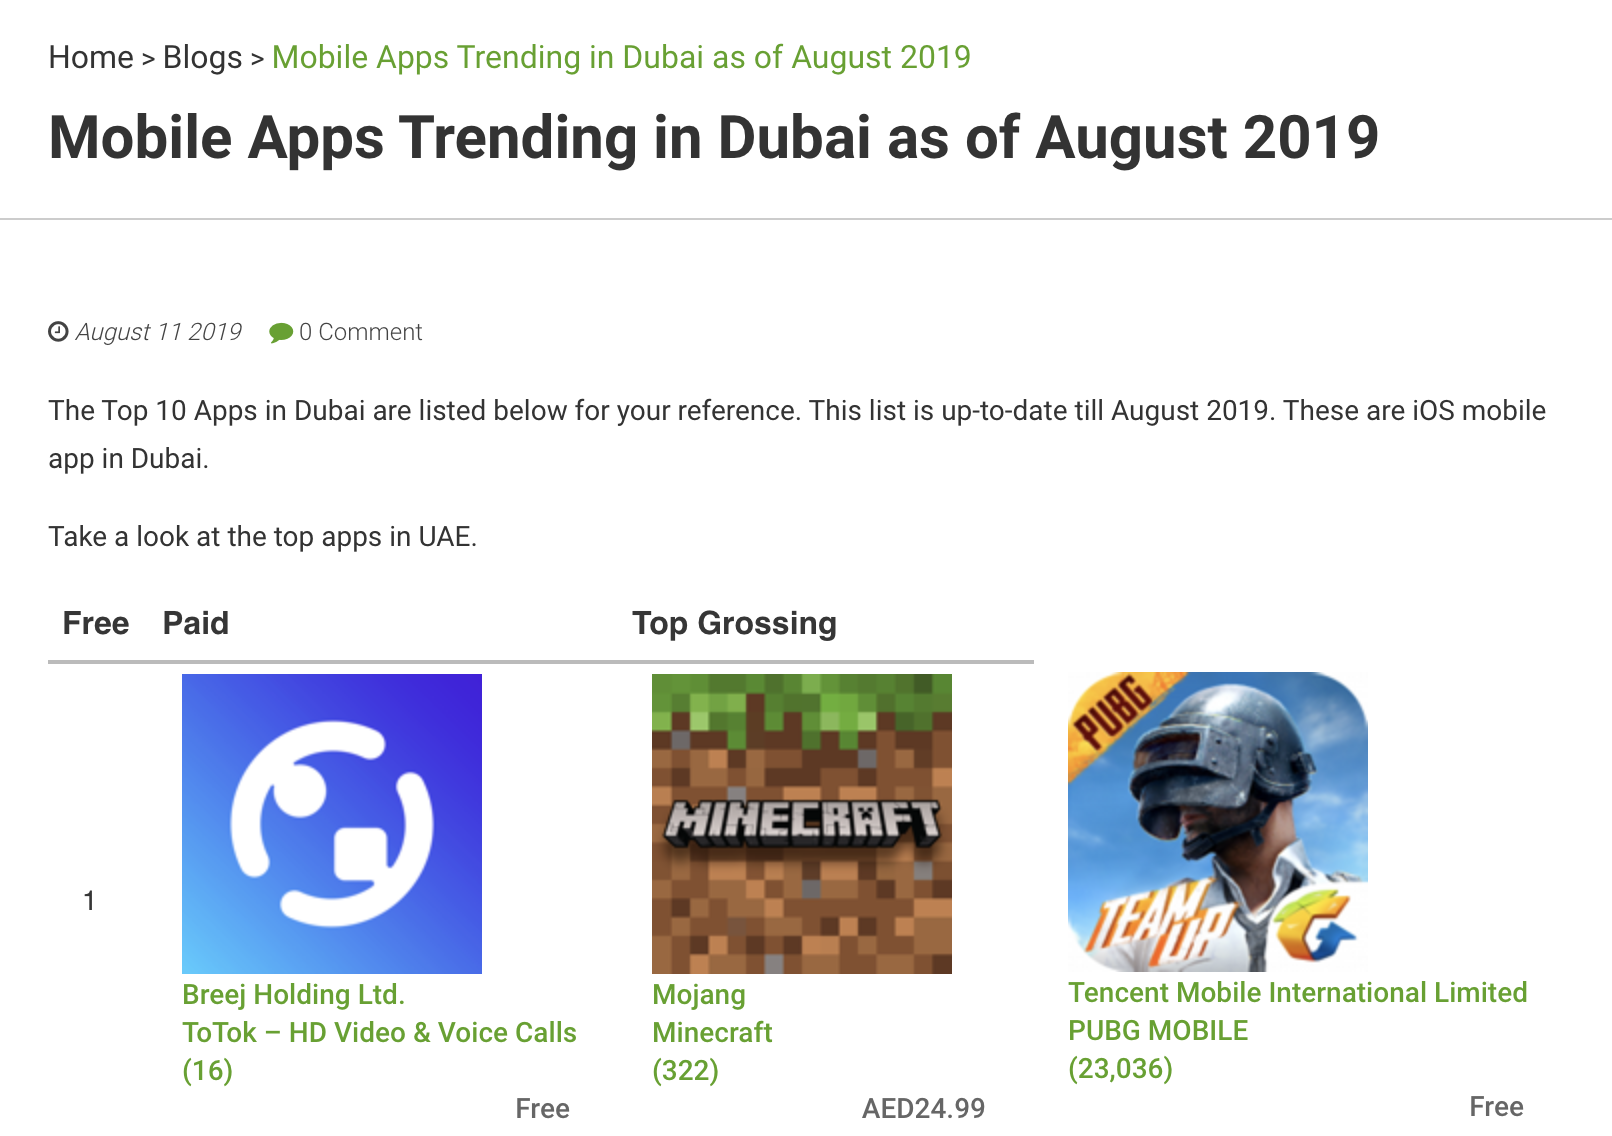 Home > Blogs > Mobile Apps Trending in Dubai as of August 2019
Mobile Apps Trending in Dubai as of August 2019
August 11 2019 0 Comment
The Top 10 Apps in Dubai are listed below for your reference. This list is up-to-date till August 2019. These are iOS mobile
app in Dubai.
Take a look at the top apps in UAE.
Free Paid Top Grossing
1
MINECRAFT
PUBG
TEAM UP
Breej Holding Ltd.
ToTok – HD Video & Voice Calls
(16)
Free
Mojang
Minecraft
(322)
AED24.99
Tencent Mobile International Limited
PUBG MOBILE
(23,036)
Free